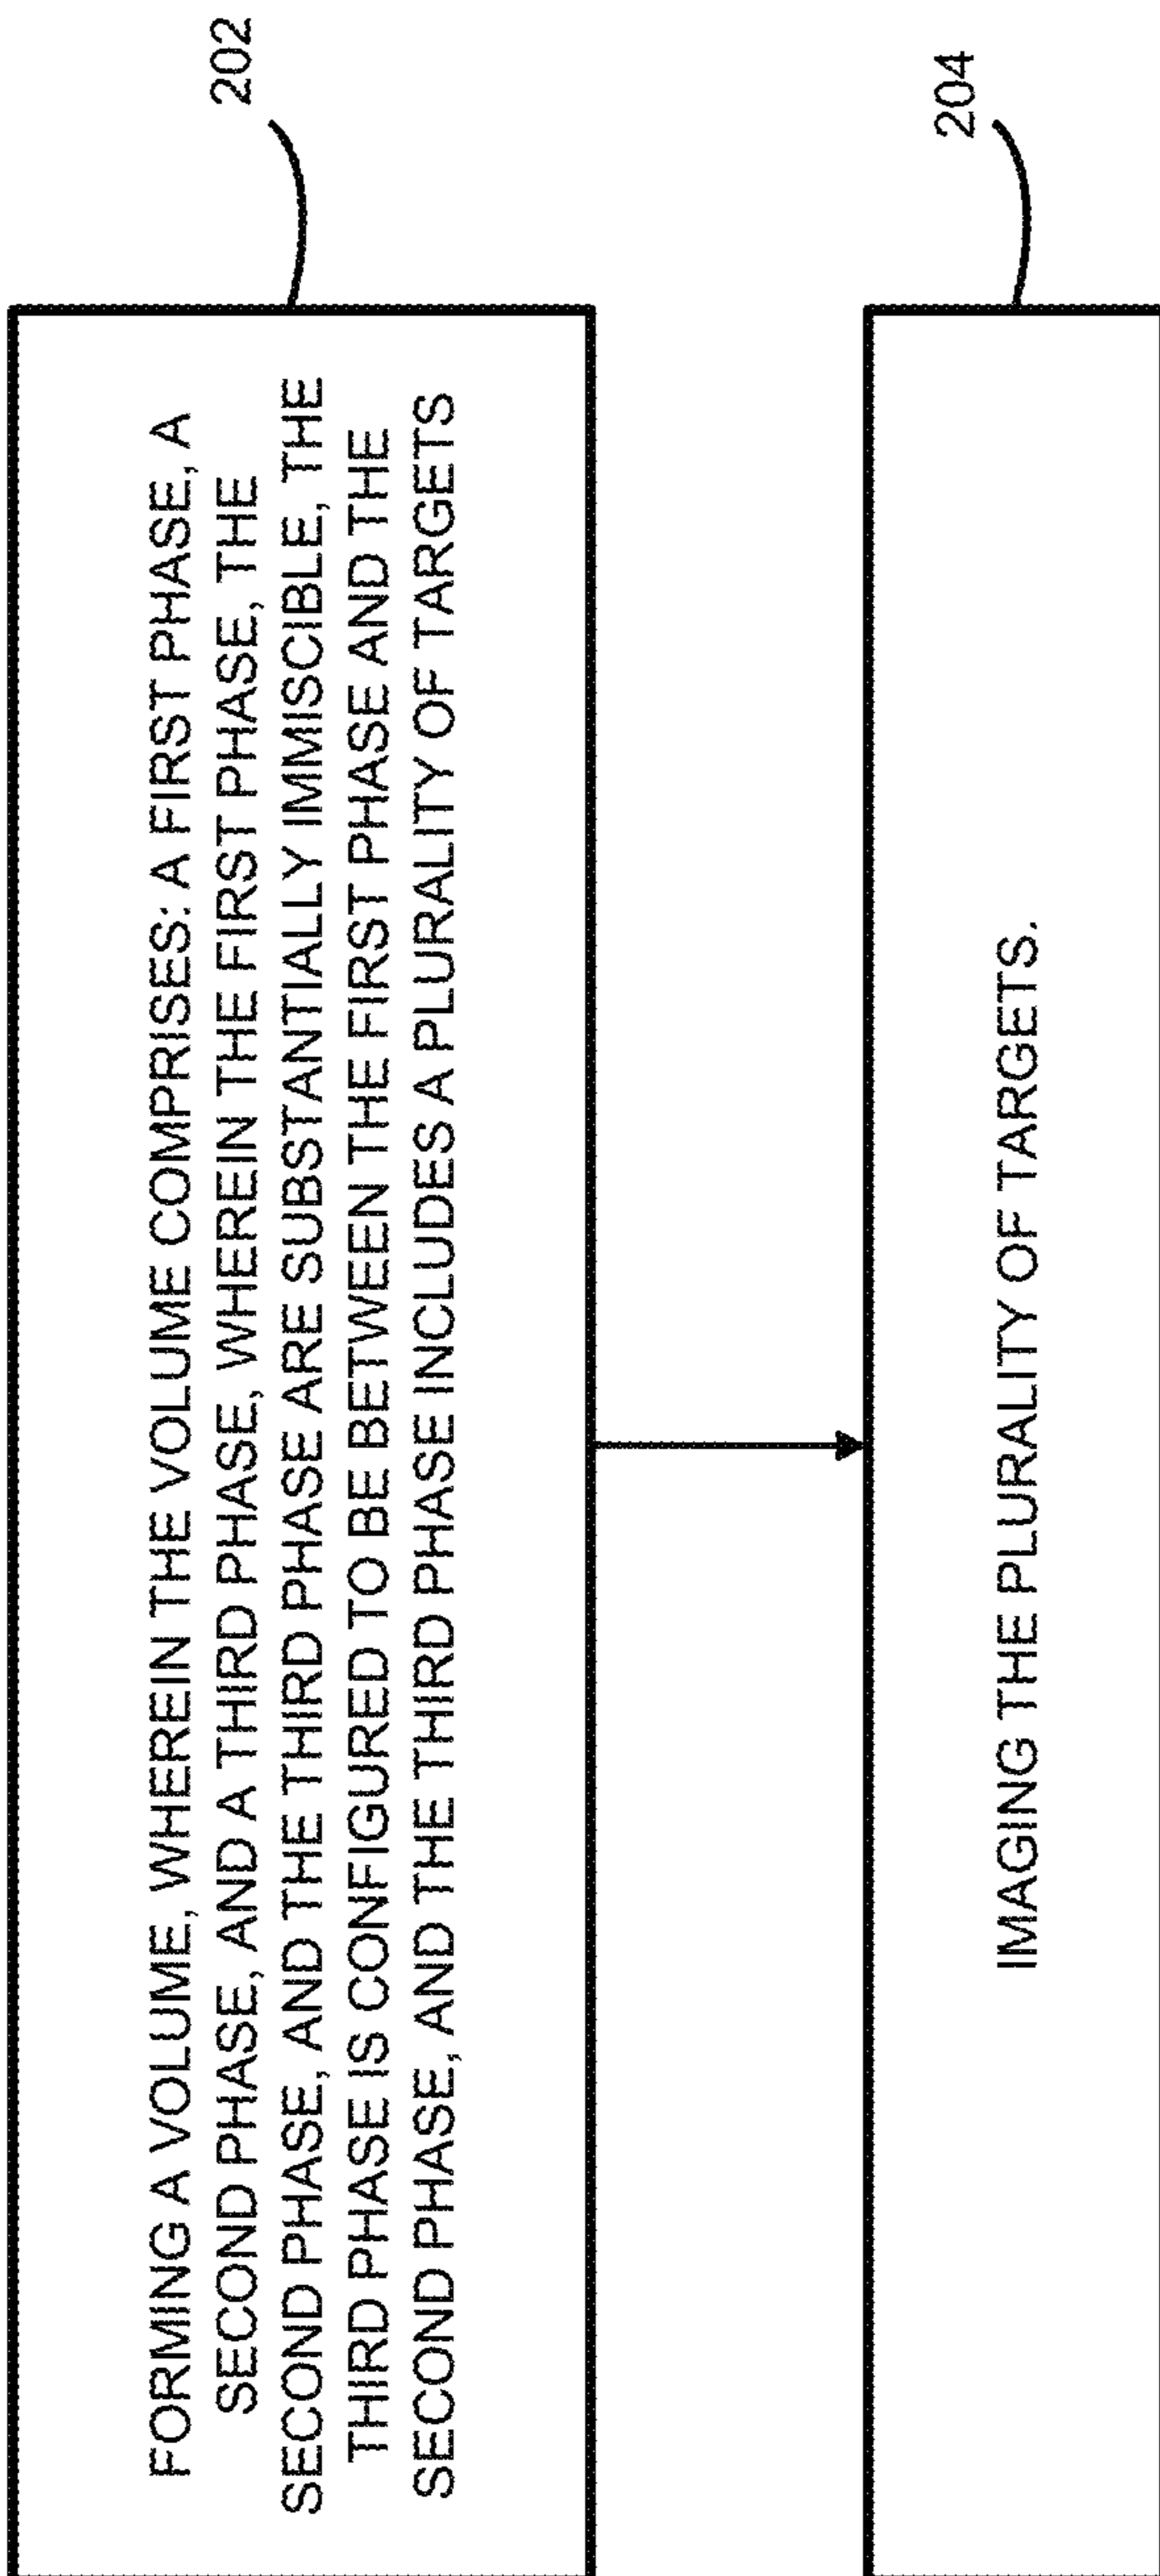 202
FORMING A VOLUME, WHEREIN THE VOLUME COMPRISES: A FIRST PHASE, A
SECOND PHASE, AND A THIRD PHASE, WHEREIN THE FIRST PHASE, THE
SECOND PHASE, AND THE THIRD PHASE ARE SUBSTANTIALLY IMMISCIBLE, THE
THIRD PHASE IS CONFIGURED TO BE BETWEEN THE FIRST PHASE AND THE
SECOND PHASE, AND THE THIRD PHASE INCLUDES A PLURALITY OF TARGETS
204
IMAGING THE PLURALITY OF TARGETS.